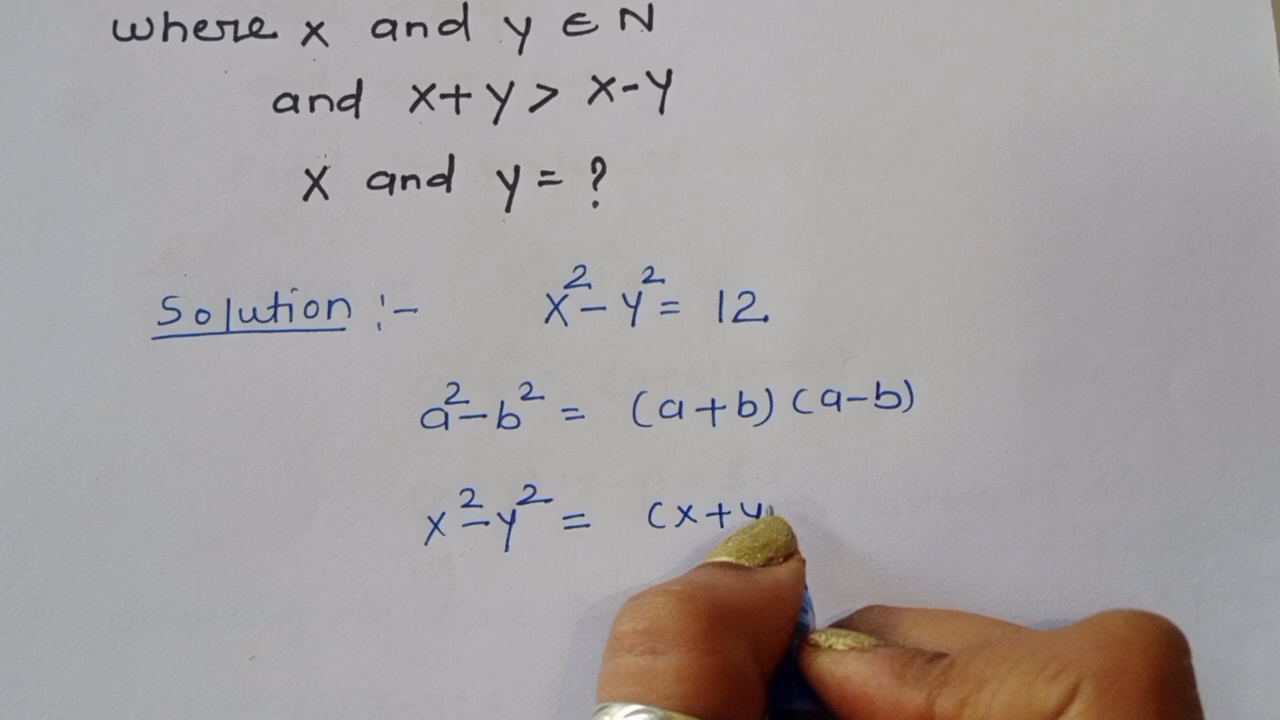 where x and y ∈ N
and x+y > x-y
x and y = ?
Solution :- x²-y² = 12.
a²-b² = (a+b)(a-b)
x²-y² = (x+y